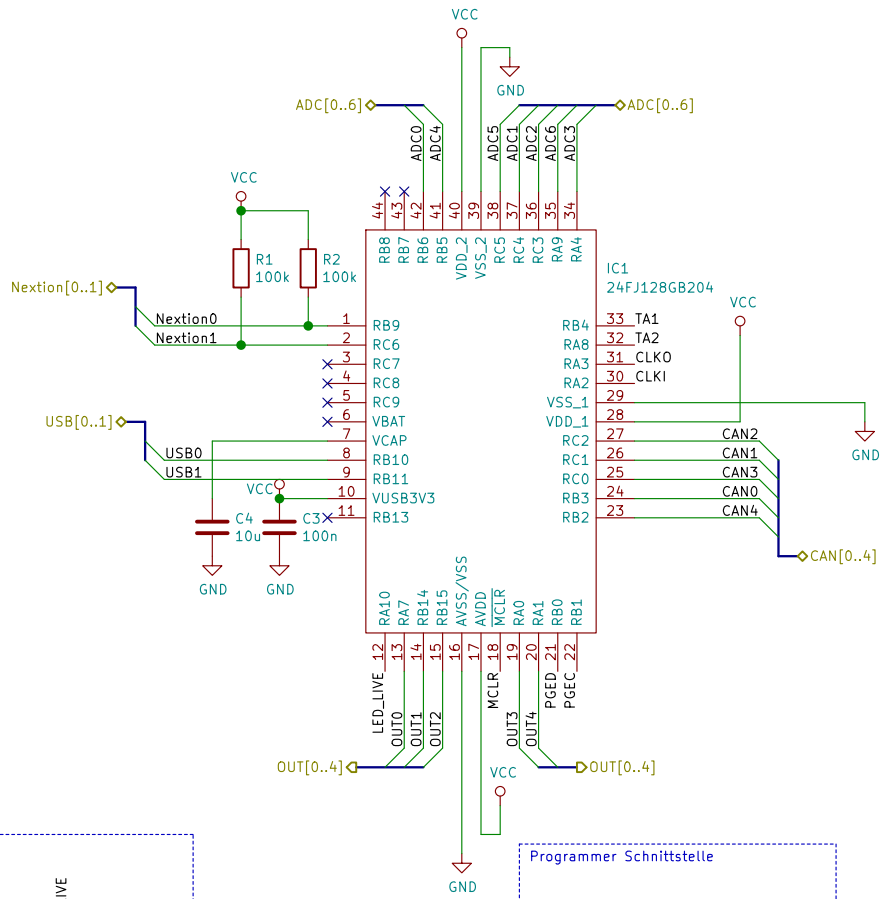 VCC
GND
ADC[0..6]
ADC[0..6]
ADC0
ADC4
ADC5
ADC1
ADC2
ADC6
ADC3
44
43
42
41
40
39
38
37
36
35
34
RB8
RB7
RB6
RB5
VDD_2
VSS_2
RC5
RC4
RC3
RA9
RA4
VCC
R1
100k
R2
100k
IC1
24FJ128GB204
Nextion[0..1]
Nextion0
Nextion1
1 RB9
2 RC6
3 RC7
4 RC8
5 RC9
6 VBAT
7 VCAP
8 RB10
9 RB11
10 VUSB3V3
11 RB13
USB[0..1]
USB0
USB1
VCC
C4
10u
C3
100n
GND
GND
VCC
RB4 33 TA1
RA8 32 TA2
RA3 31 CLKO
RA2 30 CLKI
VSS_1 29
VDD_1 28
RC2 27 CAN2
RC1 26 CAN1
RC0 25 CAN3
RB3 24 CAN0
RB2 23 CAN4
GND
CAN[0..4]
RA10
RA7
RB14
RB15
AVSS/VSS
AVDD
MCLR
RA0
RA1
RB0
RB1
12
13
14
15
16
17
18
19
20
21
22
LED_LIVE
OUT0
OUT1
OUT2
MCLR
OUT3
OUT4
PGED
PGEC
OUT[0..4]
OUT[0..4]
VCC
GND
IVE
Programmer Schnittstelle